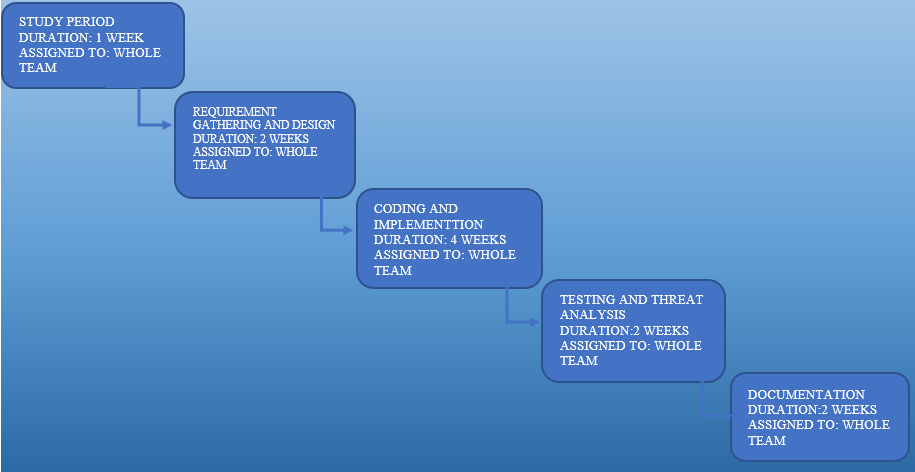 STUDY PERIOD
DURATION: 1 WEEK
ASSIGNED TO: WHOLE
TEAM
REQUIREMENT
GATHERING AND DESIGN
DURATION: 2 WEEKS
ASSIGNED TO: WHOLE
TEAM
CODING AND
IMPLEMENTTION
DURATION: 4 WEEKS
ASSIGNED TO: WHOLE
TEAM
TESTING AND THREAT
ANALYSIS
DURATION:2 WEEKS
ASSIGNED TO: WHOLE
TEAM
DOCUMENTATION
DURATION:2 WEEKS
ASSIGNED TO: WHOLE
TEAM